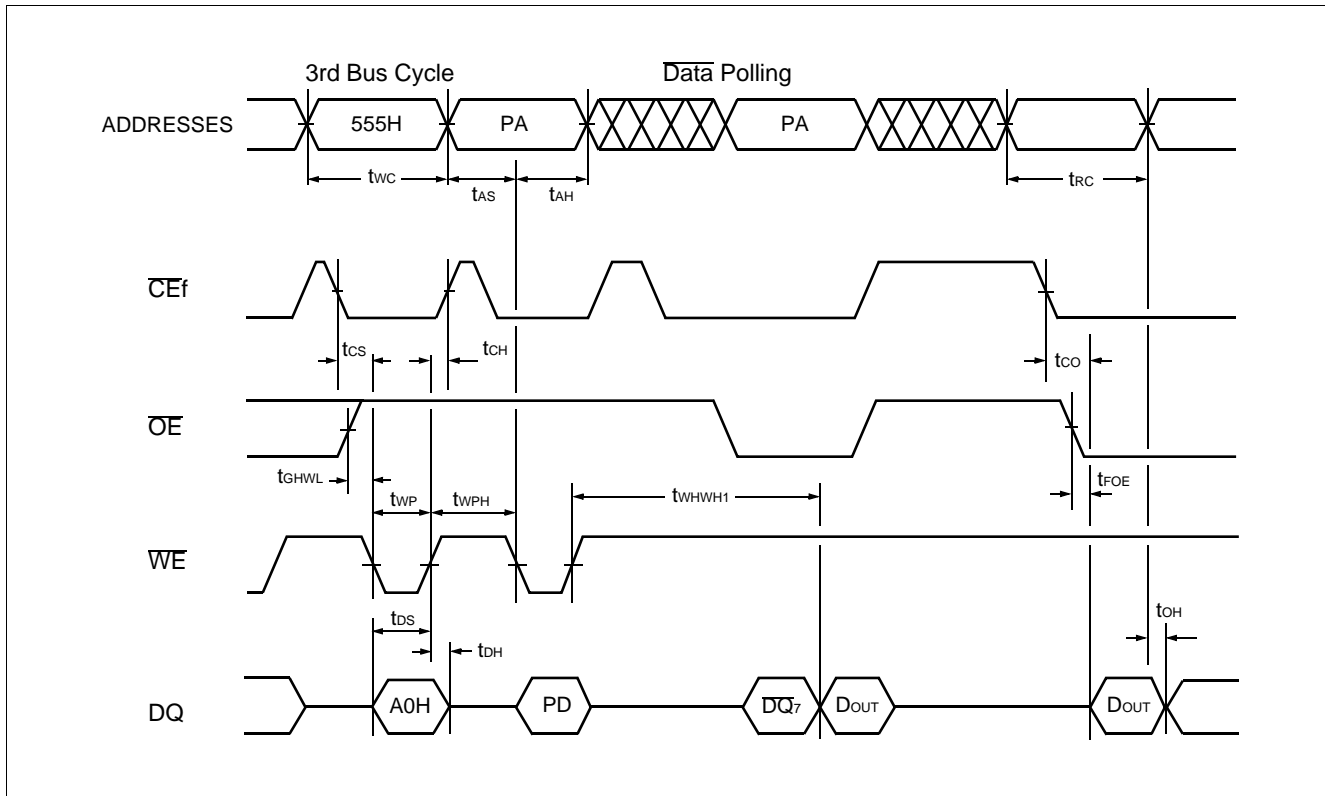 3rd Bus Cycle
Data Polling
ADDRESSES
555H
PA
PA
tWC
tAS
tAH
tRC
CEf
tCS
tCH
tCO
OE
tGHWL
tWP
tWPH
tWHWH1
tFOE
WE
tDS
tDH
tOH
DQ
A0H
PD
DQ7
DOUT
DOUT